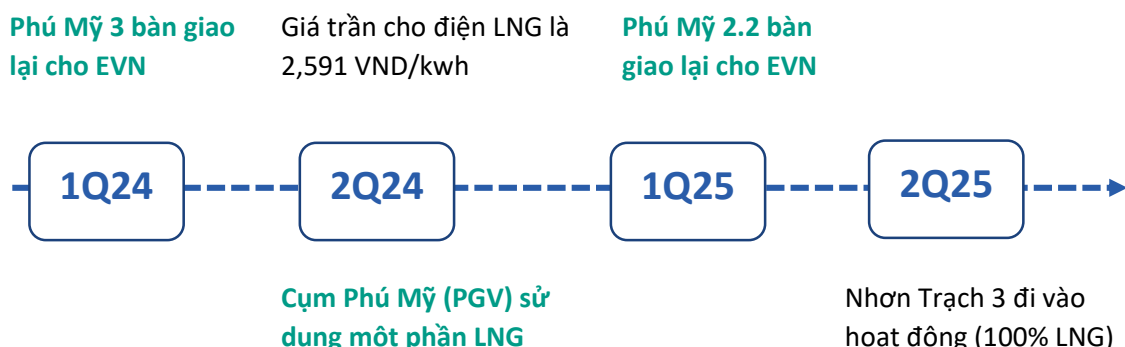 Phú Mỹ 3 bàn giao
lại cho EVN
Giá trần cho điện LNG là
2,591 VND/kwh
Phú Mỹ 2.2 bàn
giao lại cho EVN
1Q24
2Q24
1Q25
2Q25
Cụm Phú Mỹ (PGV) sử
dụng một phần LNG
Nhơn Trạch 3 đi vào
hoạt động (100% LNG)